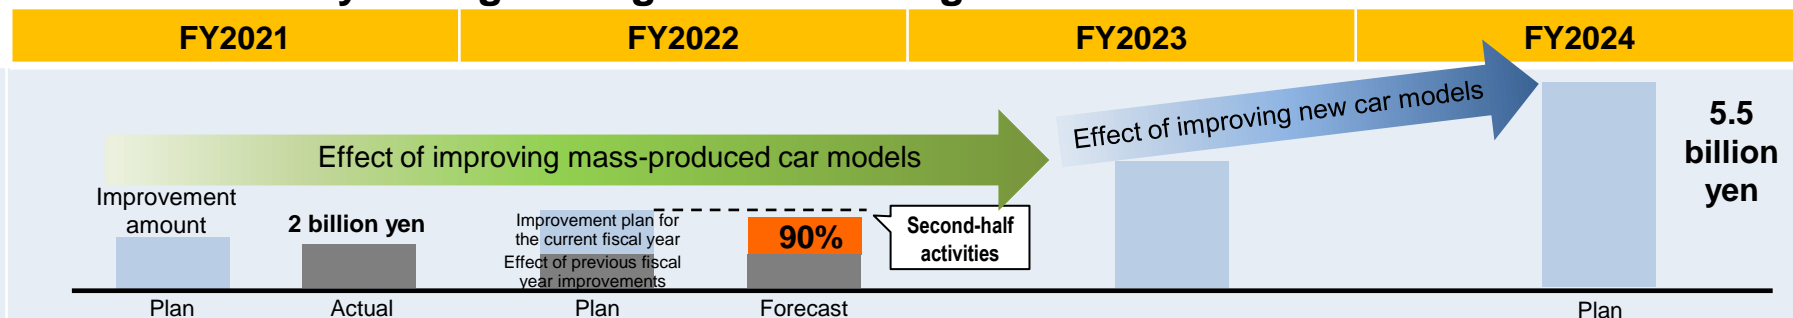 FY2021
FY2022
FY2023
FY2024
Effect of improving mass-produced car models
Effect of improving new car models
5.5
billion
yen
Improvement
amount
2 billion yen
Improvement plan for
the current fiscal year
Effect of previous fiscal
year improvements
90%
Second-half
activities
Plan
Actual
Plan
Forecast
Plan